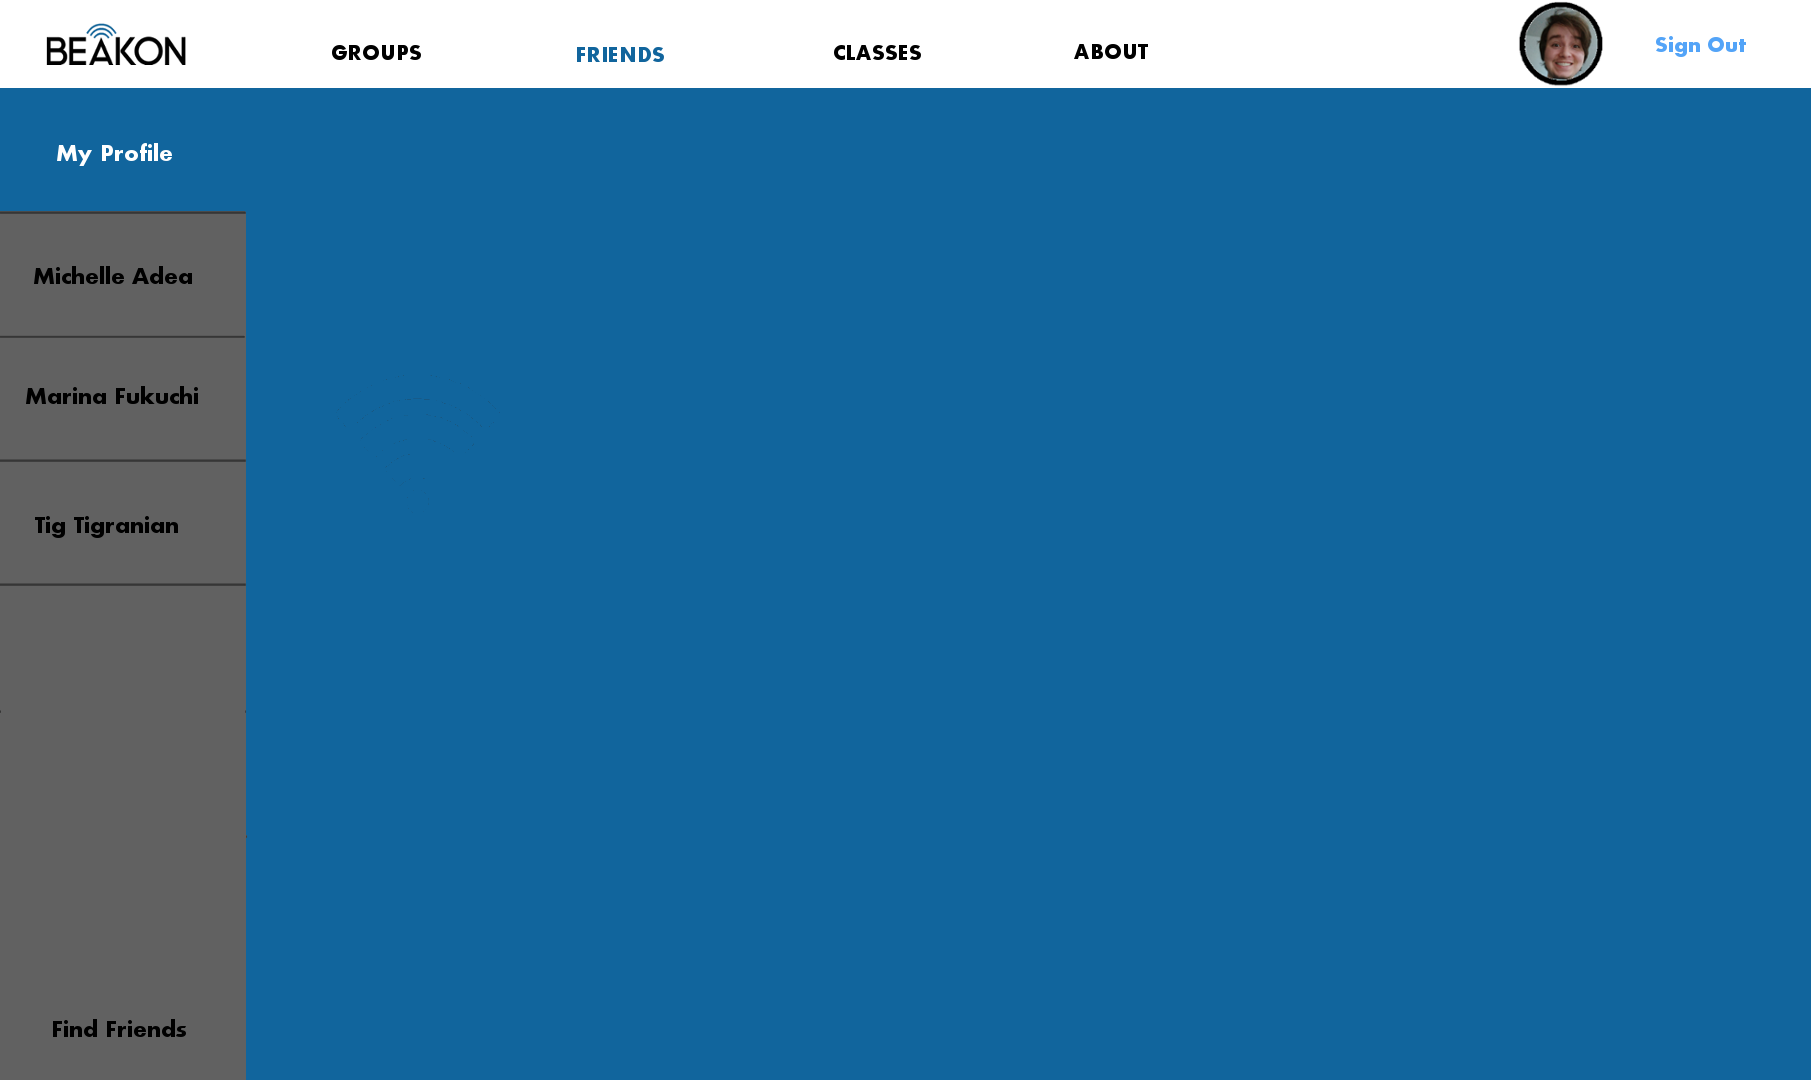 BEAKON
GROUPS
FRIENDS
CLASSES
ABOUT
Sign Out
My Profile
Michelle Adea
Marina Fukuchi
Tig Tigranian
Find Friends